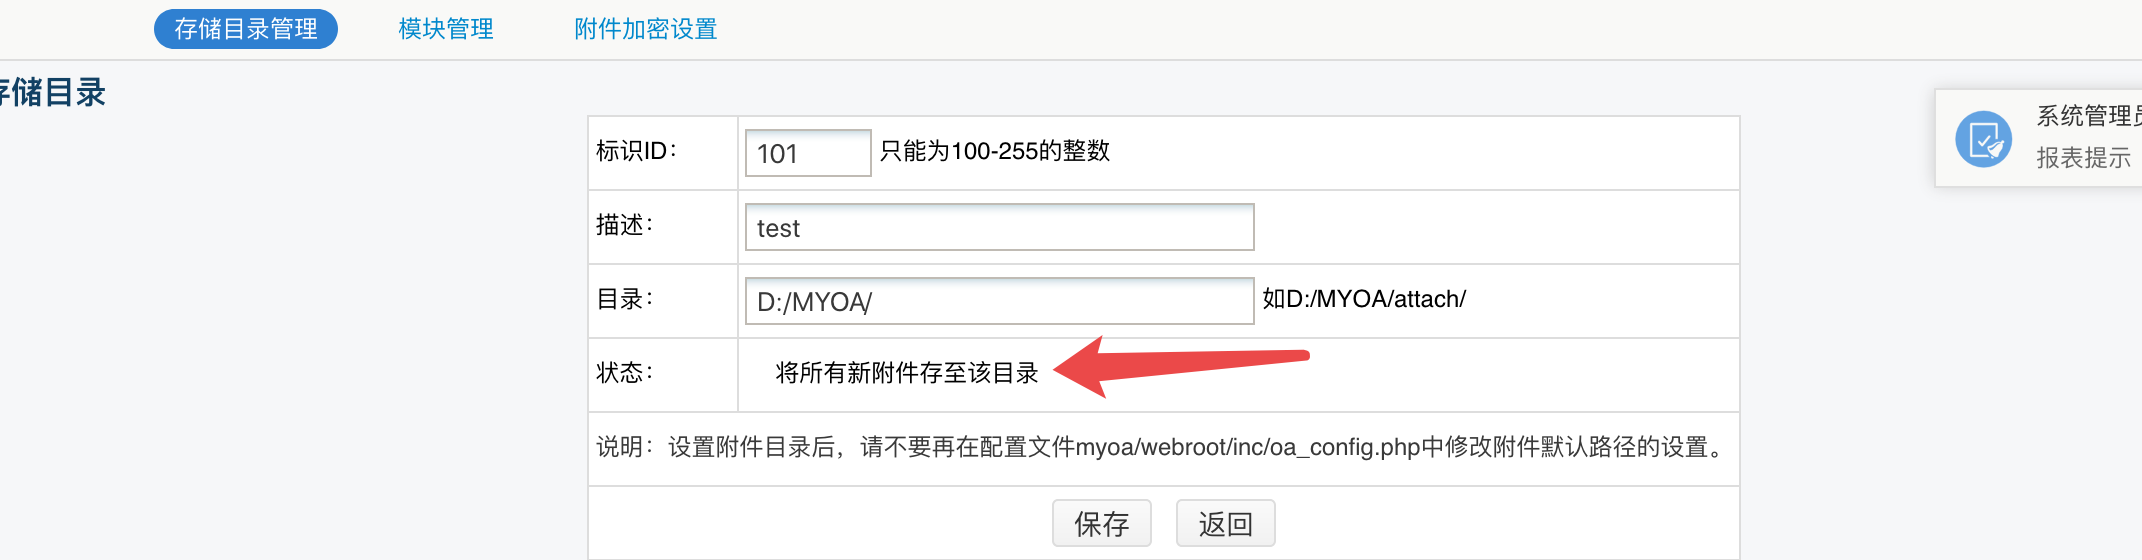 存储目录管理 模块管理 附件加密设置
存储目录
系统管理员
报表提示
标识ID： 101 只能为100-255的整数
描述： test
目录： D:/MYOA/ 如D:/MYOA/attach/
状态： 将所有新附件存至该目录
说明：设置附件目录后，请不要再在配置文件myoa/webroot/inc/oa_config.php中修改附件默认路径的设置。
保存 返回